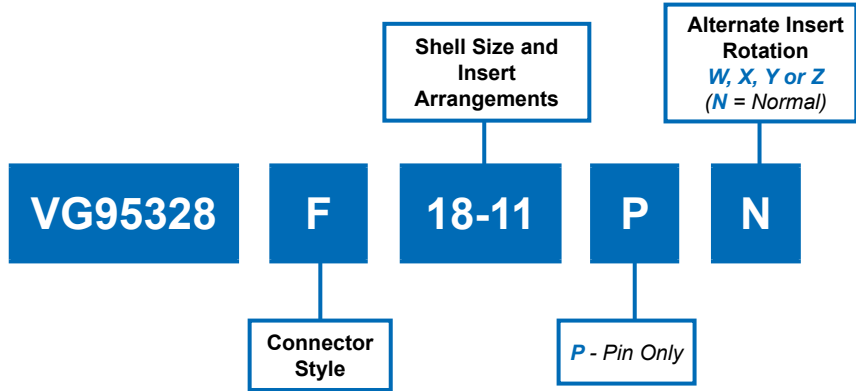 Shell Size and
Insert
Arrangements
Alternate Insert
Rotation
W, X, Y or Z
(N = Normal)
VG95328
F
18-11
P
N
Connector
Style
P - Pin Only